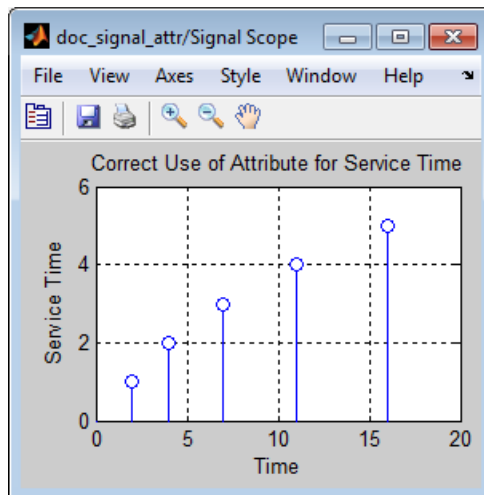 doc_signal_attr/Signal Scope
File View Axes Style Window Help
Correct Use of Attribute for Service Time
6
4
2
0
Service Time
0 5 10 15 20
Time